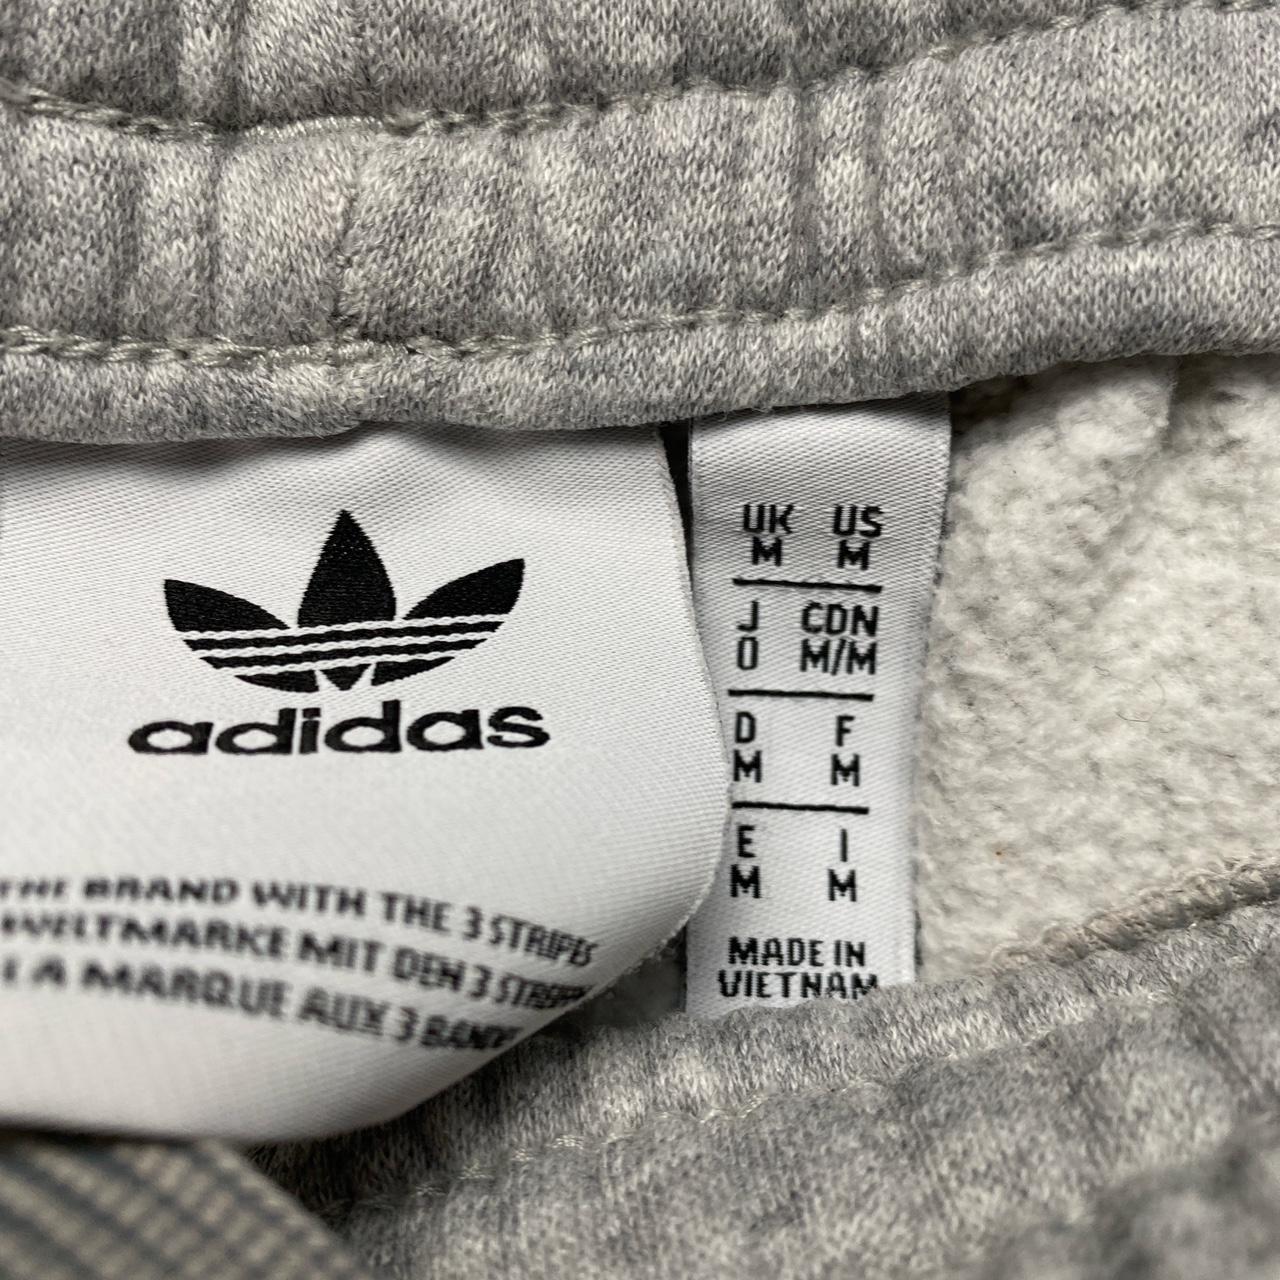 adidas
THE BRAND WITH THE 3 STRIPES
WELTMARKE MIT DEN 3 STREIFEN
LA MARQUE AUX 3 BANDES
UK US
M M
J CDN
O M/M
D F
M M
E I
M M
MADE IN
VIETNAM